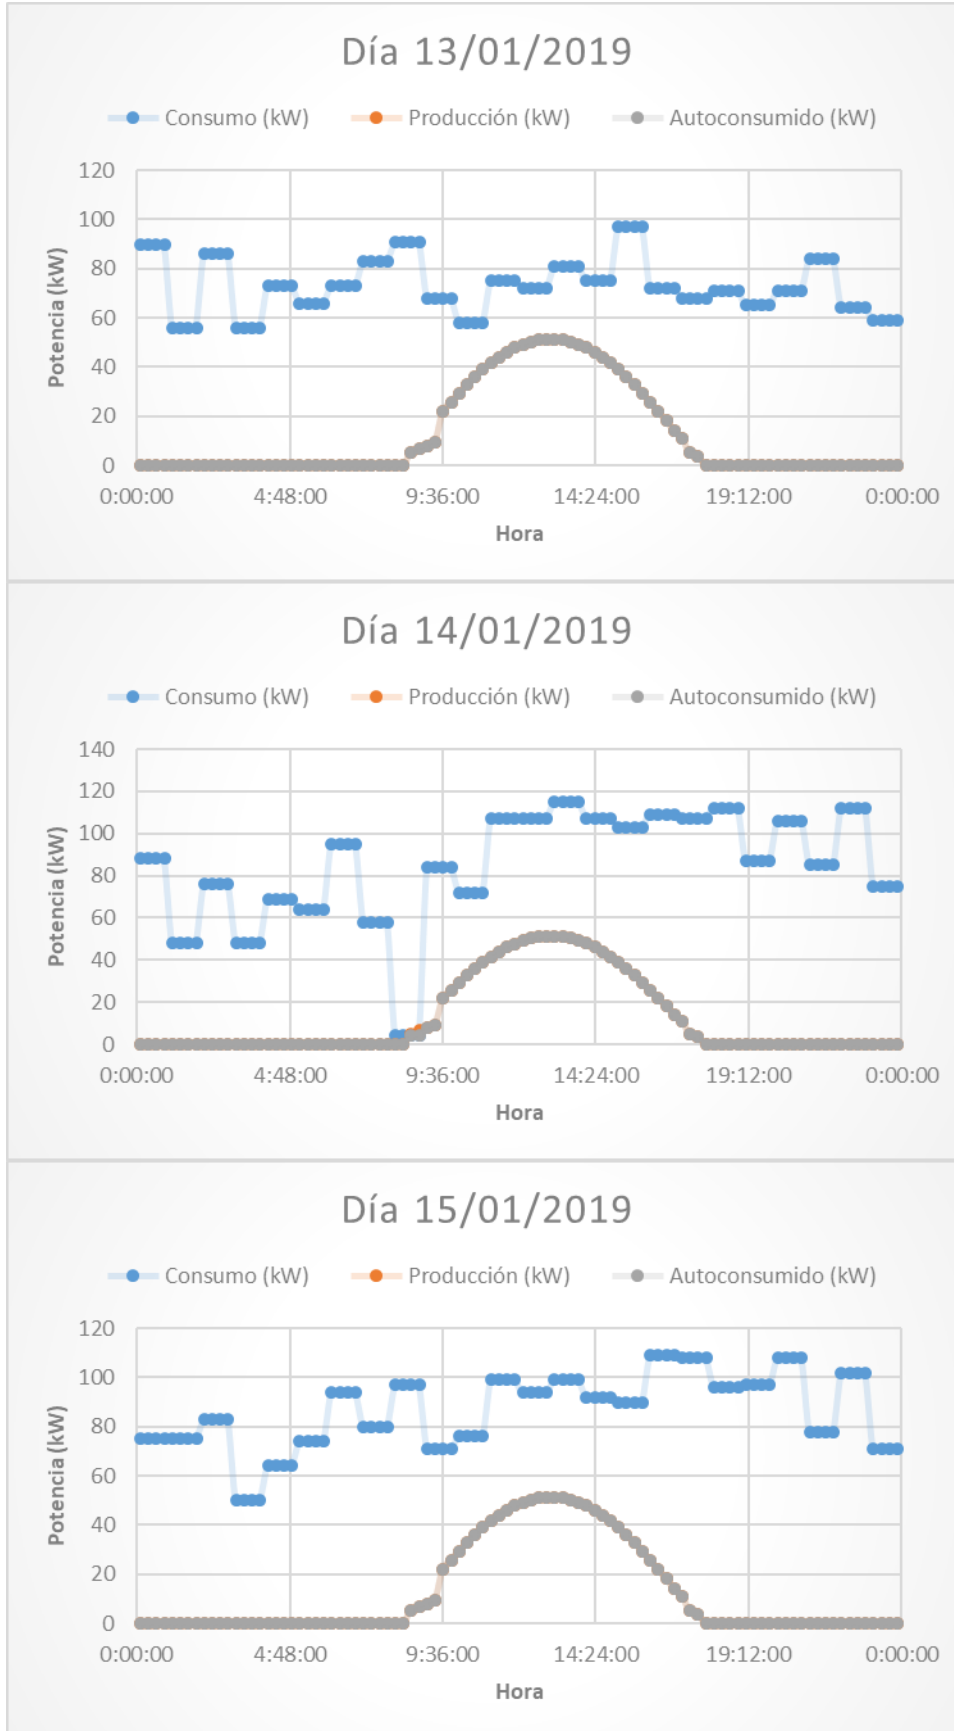 Día 13/01/2019
Consumo (kW) Producción (kW) Autoconsumido (kW)
120
100
80
60
40
20
0
Potencia (kW)
0:00:00 4:48:00 9:36:00 14:24:00 19:12:00 0:00:00
Hora
Día 14/01/2019
Consumo (kW) Producción (kW) Autoconsumido (kW)
140
120
100
80
60
40
20
0
Potencia (kW)
0:00:00 4:48:00 9:36:00 14:24:00 19:12:00 0:00:00
Hora
Día 15/01/2019
Consumo (kW) Producción (kW) Autoconsumido (kW)
120
100
80
60
40
20
0
Potencia (kW)
0:00:00 4:48:00 9:36:00 14:24:00 19:12:00 0:00:00
Hora